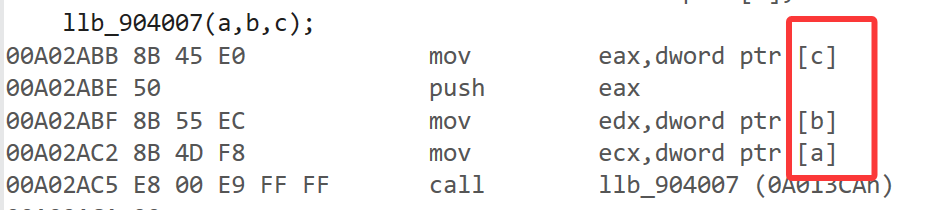 llb_904007(a,b,c);
00A02ABB 8B 45 E0 mov eax,dword ptr [c]
00A02ABE 50 push eax
00A02ABF 8B 55 EC mov edx,dword ptr [b]
00A02AC2 8B 4D F8 mov ecx,dword ptr [a]
00A02AC5 E8 00 E9 FF FF call llb_904007 (0A013CAh)